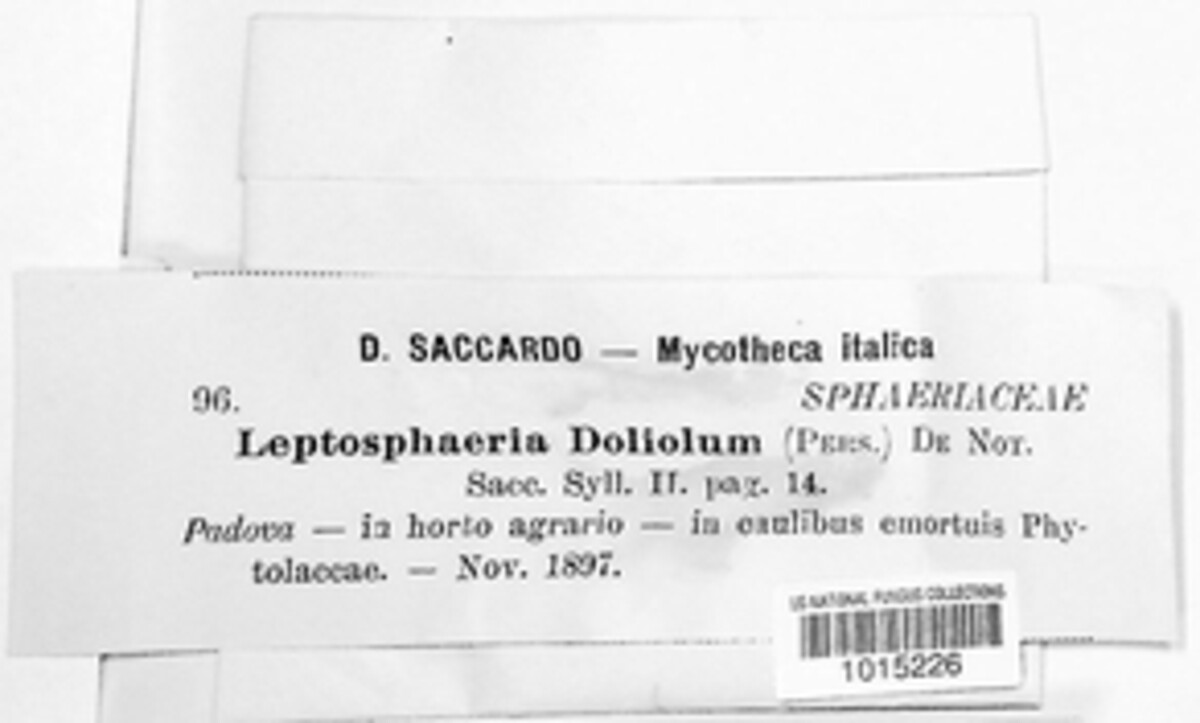 D. SACCARDO — Mycotheca italica
96. SPHAERIACEAE
Leptosphaeria Doliolum (PERS.) DE NOT.
Sacc. Syll. II. pag. 14.
Padova — in horto agrario — in caulibus emortuis Phy-
tolaccae. — Nov. 1897.
US NATIONAL FUNGUS COLLECTIONS
1015226